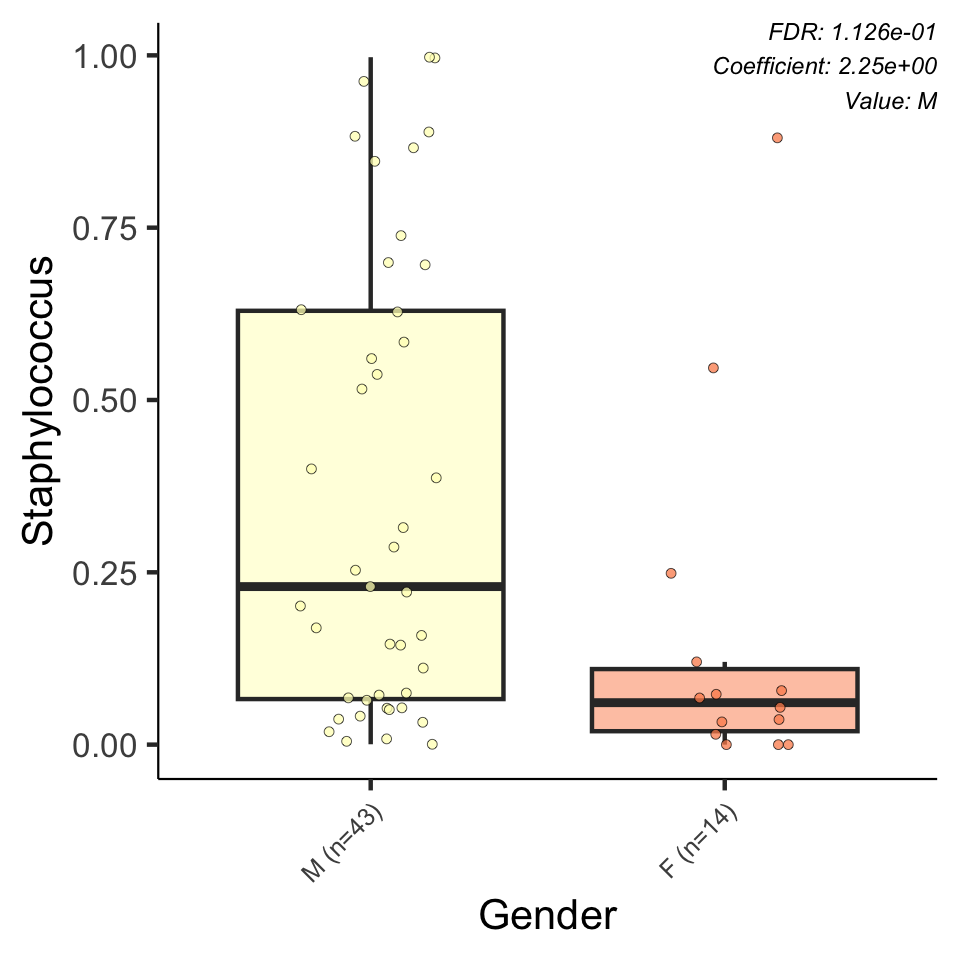 FDR: 1.126e-01
Coefficient: 2.25e+00
Value: M
1.00
0.75
0.50
0.25
0.00
Staphylococcus
M (n=43)
F (n=14)
Gender